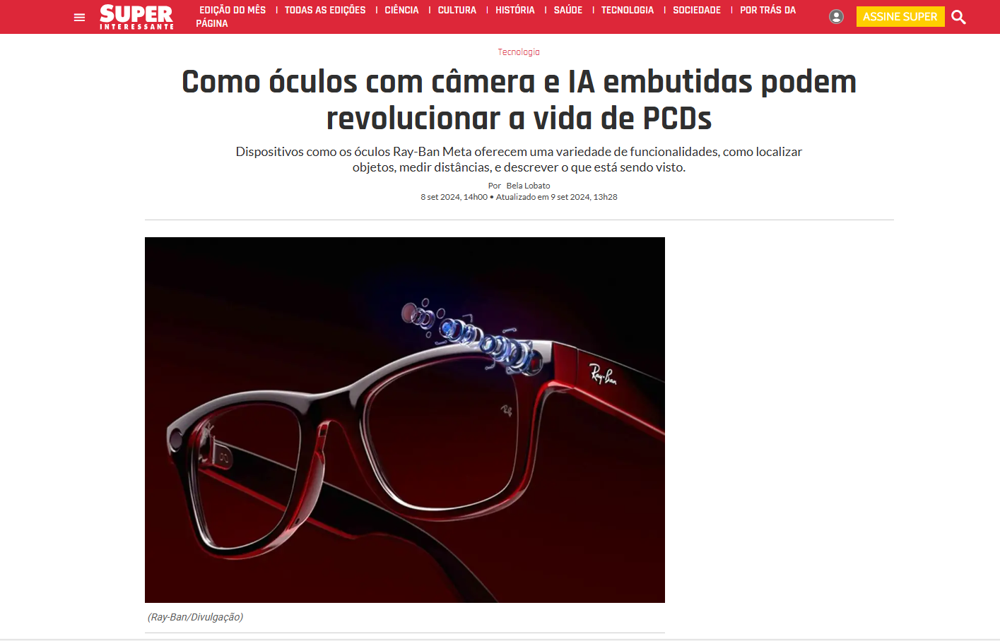 SUPER
INTERESSANTE
EDIÇÃO DO MÊS | TODAS AS EDIÇÕES | CIÊNCIA | CULTURA | HISTÓRIA | SAÚDE | TECNOLOGIA | SOCIEDADE | POR TRÁS DA
PÁGINA
ASSINE SUPER
Tecnologia
Como óculos com câmera e IA embutidas podem
revolucionar a vida de PCDs
Dispositivos como os óculos Ray-Ban Meta oferecem uma variedade de funcionalidades, como localizar
objetos, medir distâncias, e descrever o que está sendo visto.
Por Bela Lobato
8 set 2024, 14h00 • Atualizado em 9 set 2024, 13h28
Ray-Ban
RB
(Ray-Ban/Divulgação)